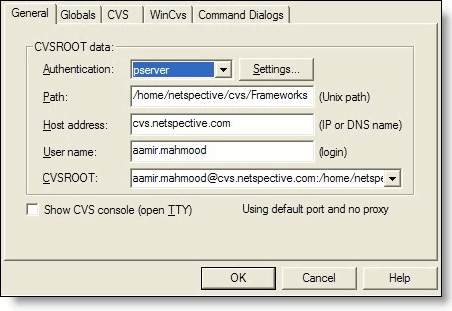 General Globals CVS WinCvs Command Dialogs
CVSROOT data:
Authentication: pserver Settings...
Path: /home/netspective/cvs/Frameworks (Unix path)
Host address: cvs.netspective.com (IP or DNS name)
User name: aamir.mahmood (login)
CVSROOT: aamir.mahmood@cvs.netspective.com:/home/netspe
Show CVS console (open TTY) Using default port and no proxy
OK Cancel Help